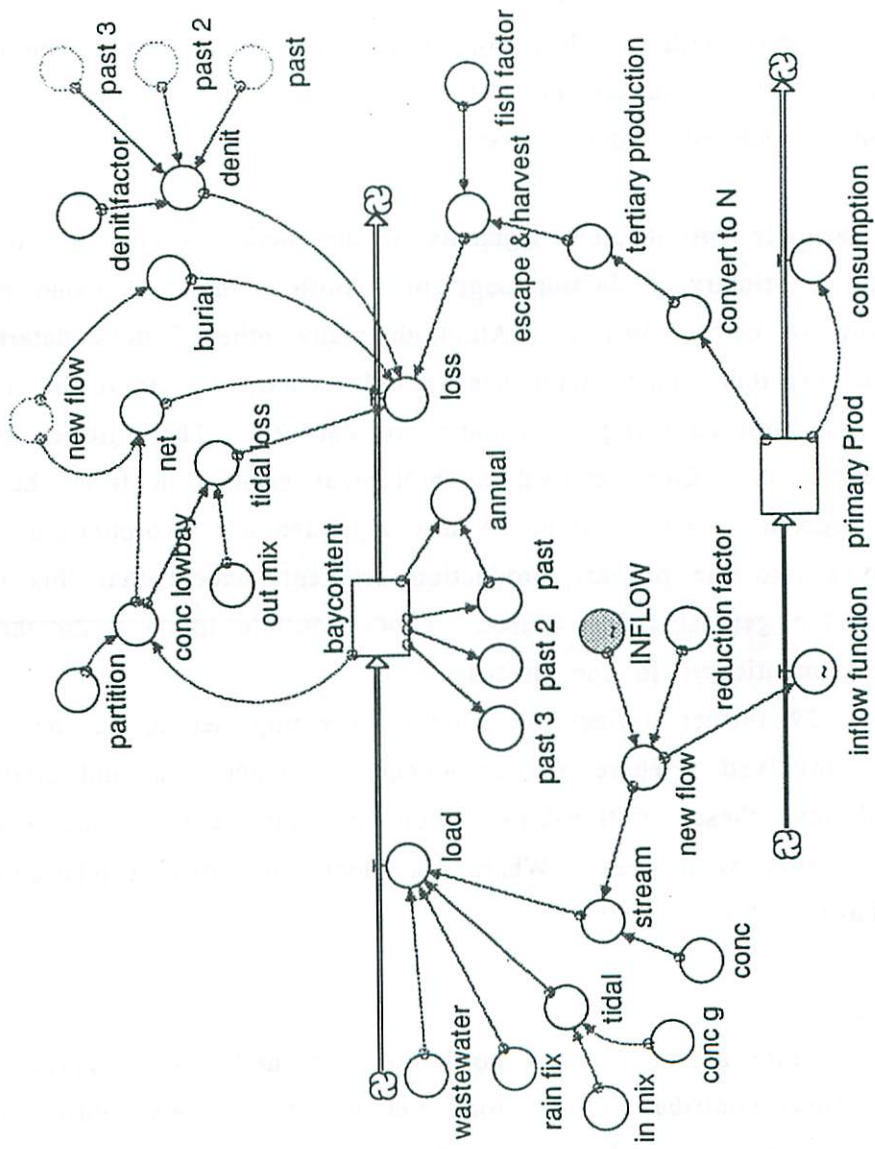 past 3
past 2
past
denit factor
denit
new flow
burial
net
partition
conc lowbay
tidal loss
out mix
fish factor
escape & harvest
loss
baycontent
annual
past 3
past 2
past
tertiary production
convert to N
load
INFLOW
~
reduction factor
new flow
wastewater
rain fix
tidal
stream
in mix
conc g
conc
~
inflow function
primary Prod
consumption